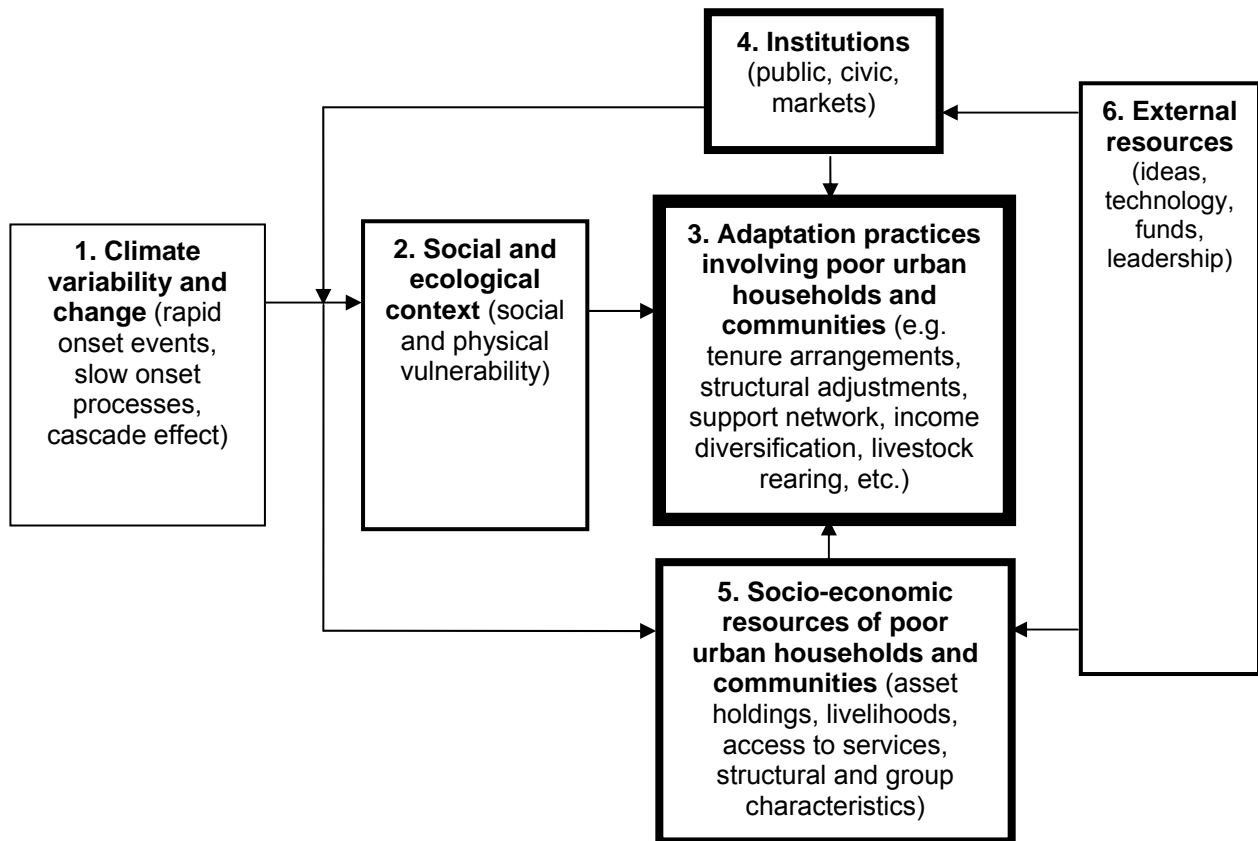 4. Institutions
(public, civic,
markets)
6. External
resources
(ideas,
technology,
funds,
leadership)
1. Climate
variability and
change (rapid
onset events,
slow onset
processes,
cascade effect)
2. Social and
ecological
context (social
and physical
vulnerability)
3. Adaptation practices
involving poor urban
households and
communities (e.g.
tenure arrangements,
structural adjustments,
support network, income
diversification, livestock
rearing, etc.)
5. Socio-economic
resources of poor
urban households and
communities (asset
holdings, livelihoods,
access to services,
structural and group
characteristics)